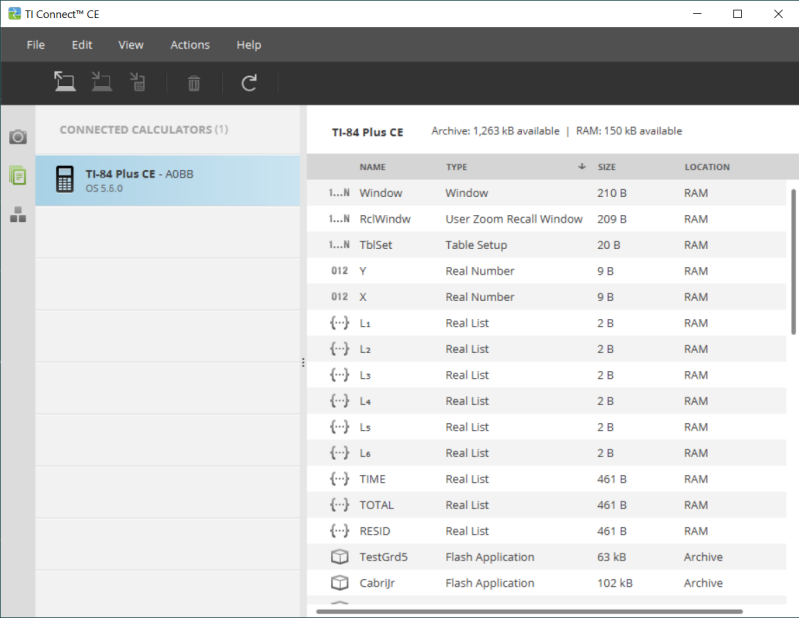 TI Connect™ CE
File Edit View Actions Help
CONNECTED CALCULATORS (1)
TI-84 Plus CE - A0BB
OS 5.6.0
TI-84 Plus CE Archive: 1,263 kB available | RAM: 150 kB available
NAME TYPE SIZE LOCATION
1...N Window Window 210 B RAM
1...N RclWindw User Zoom Recall Window 209 B RAM
1...N TblSet Table Setup 20 B RAM
012 Y Real Number 9 B RAM
012 X Real Number 9 B RAM
{···} L₁ Real List 2 B RAM
{···} L₂ Real List 2 B RAM
{···} L₃ Real List 2 B RAM
{···} L₄ Real List 2 B RAM
{···} L₅ Real List 2 B RAM
{···} L₆ Real List 2 B RAM
{···} TIME Real List 461 B RAM
{···} TOTAL Real List 461 B RAM
{···} RESID Real List 461 B RAM
TestGrd5 Flash Application 63 kB Archive
CabriJr Flash Application 102 kB Archive